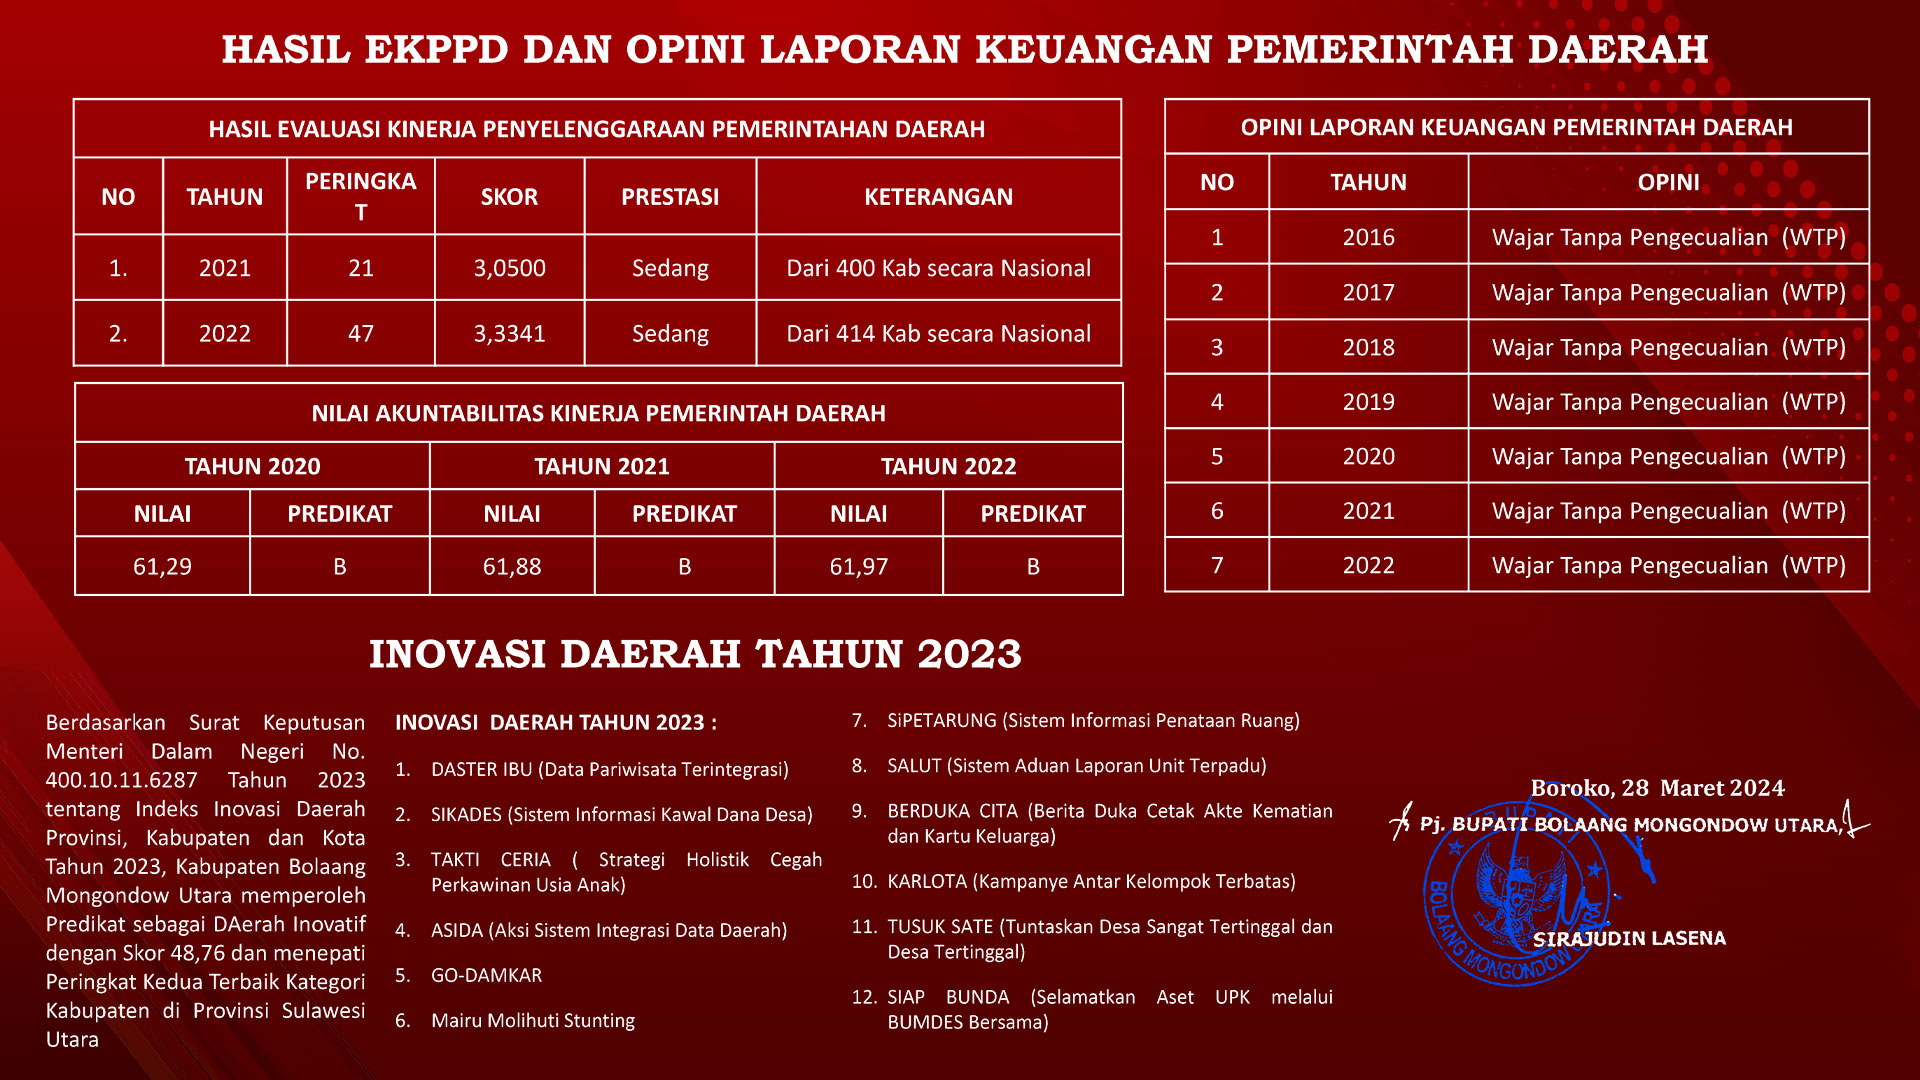 HASIL EKPPD DAN OPINI LAPORAN KEUANGAN PEMERINTAH DAERAH
HASIL EVALUASI KINERJA PENYELENGGARAAN PEMERINTAHAN DAERAH
NO TAHUN PERINGKA
T SKOR PRESTASI KETERANGAN
1. 2021 21 3,0500 Sedang Dari 400 Kab secara Nasional
2. 2022 47 3,3341 Sedang Dari 414 Kab secara Nasional
NILAI AKUNTABILITAS KINERJA PEMERINTAH DAERAH
TAHUN 2020 TAHUN 2021 TAHUN 2022
NILAI PREDIKAT NILAI PREDIKAT NILAI PREDIKAT
61,29 B 61,88 B 61,97 B
OPINI LAPORAN KEUANGAN PEMERINTAH DAERAH
NO TAHUN OPINI
1 2016 Wajar Tanpa Pengecualian (WTP)
2 2017 Wajar Tanpa Pengecualian (WTP)
3 2018 Wajar Tanpa Pengecualian (WTP)
4 2019 Wajar Tanpa Pengecualian (WTP)
5 2020 Wajar Tanpa Pengecualian (WTP)
6 2021 Wajar Tanpa Pengecualian (WTP)
7 2022 Wajar Tanpa Pengecualian (WTP)
INOVASI DAERAH TAHUN 2023
Berdasarkan Surat Keputusan
Menteri Dalam Negeri No.
400.10.11.6287 Tahun 2023
tentang Indeks Inovasi Daerah
Provinsi, Kabupaten dan Kota
Tahun 2023, Kabupaten Bolaang
Mongondow Utara memperoleh
Predikat sebagai DAerah Inovatif
dengan Skor 48,76 dan menepati
Peringkat Kedua Terbaik Kategori
Kabupaten di Provinsi Sulawesi
Utara
INOVASI DAERAH TAHUN 2023 :
1. DASTER IBU (Data Pariwisata Terintegrasi)
2. SIKADES (Sistem Informasi Kawal Dana Desa)
3. TAKTI CERIA ( Strategi Holistik Cegah
Perkawinan Usia Anak)
4. ASIDA (Aksi Sistem Integrasi Data Daerah)
5. GO-DAMKAR
6. Mairu Molihuti Stunting
7. SiPETARUNG (Sistem Informasi Penataan Ruang)
8. SALUT (Sistem Aduan Laporan Unit Terpadu)
9. BERDUKA CITA (Berita Duka Cetak Akte Kematian
dan Kartu Keluarga)
10. KARLOTA (Kampanye Antar Kelompok Terbatas)
11. TUSUK SATE (Tuntaskan Desa Sangat Tertinggal dan
Desa Tertinggal)
12. SIAP BUNDA (Selamatkan Aset UPK melalui
BUMDES Bersama)
Boroko, 28 Maret 2024
Pj. BUPATI BOLAANG MONGONDOW UTARA,
BUPATI
BOLAANG MONGONDOW UTARA
SIRAJUDIN LASENA